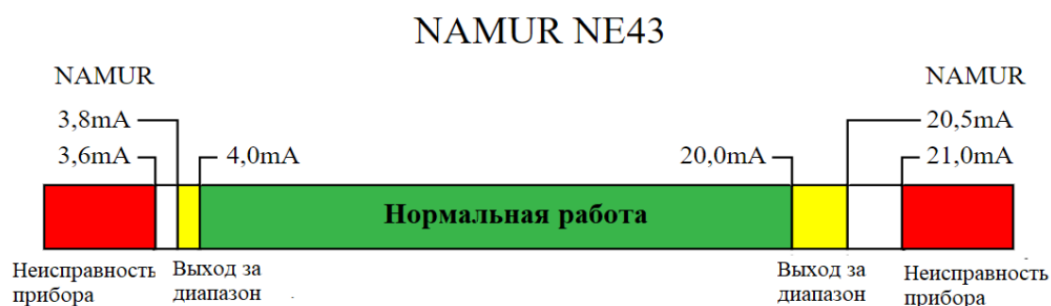 NAMUR NE43
NAMUR
NAMUR
3,8mA
20,5mA
3,6mA
4,0mA
20,0mA
21,0mA
Нормальная работа
Неисправность
прибора
Выход за
диапазон
Выход за
диапазон
Неисправность
прибора